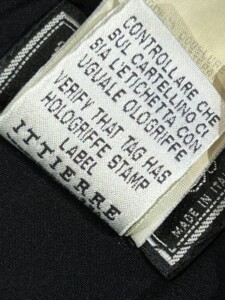 CONTROLLARE CHE
SUL CARTELLINO CI
SIA L'ETICHETTA CON
UGUALE OLOGRIFFE
VERIFY THAT TAG HAS
HOLOGRIFFE STAMP
LABEL
ITTIERRE
MADE IN ITAL